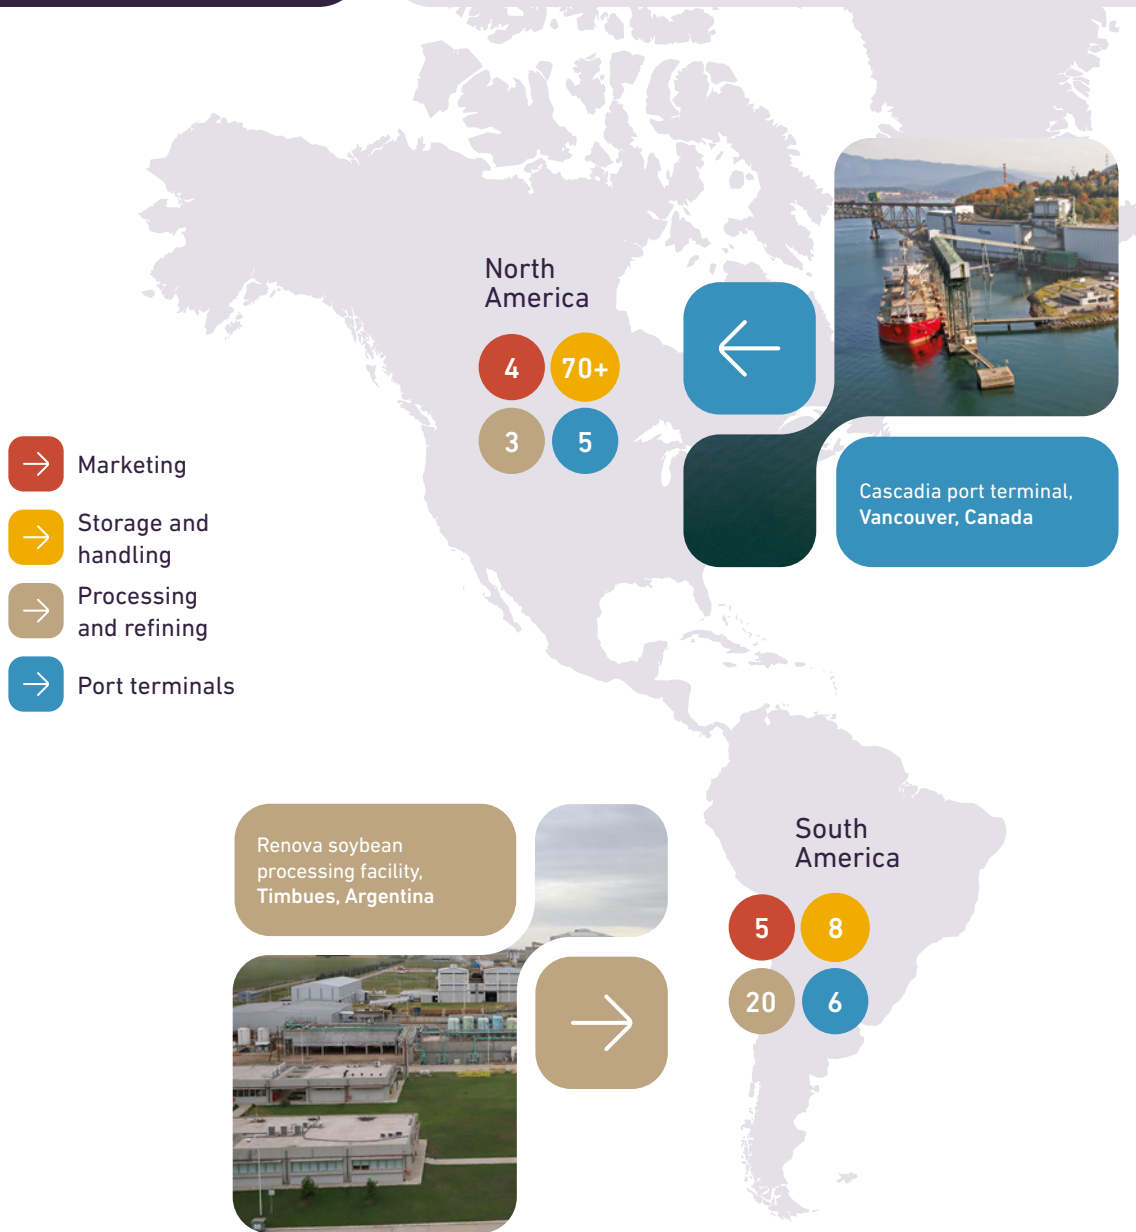 North
America
4
70+
3
5
Marketing
Storage and
handling
Processing
and refining
Port terminals
Cascadia port terminal,
Vancouver, Canada
Renova soybean
processing facility,
Timbues, Argentina
South
America
5
8
20
6